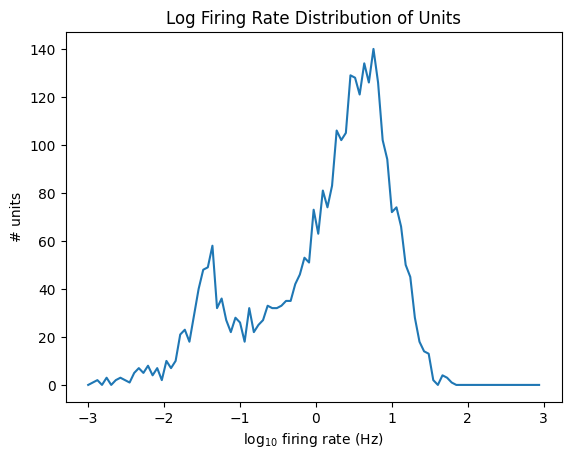 Log Firing Rate Distribution of Units
140
120
100
80
60
40
20
0
# units
−3 −2 −1 0 1 2 3
log10 firing rate (Hz)